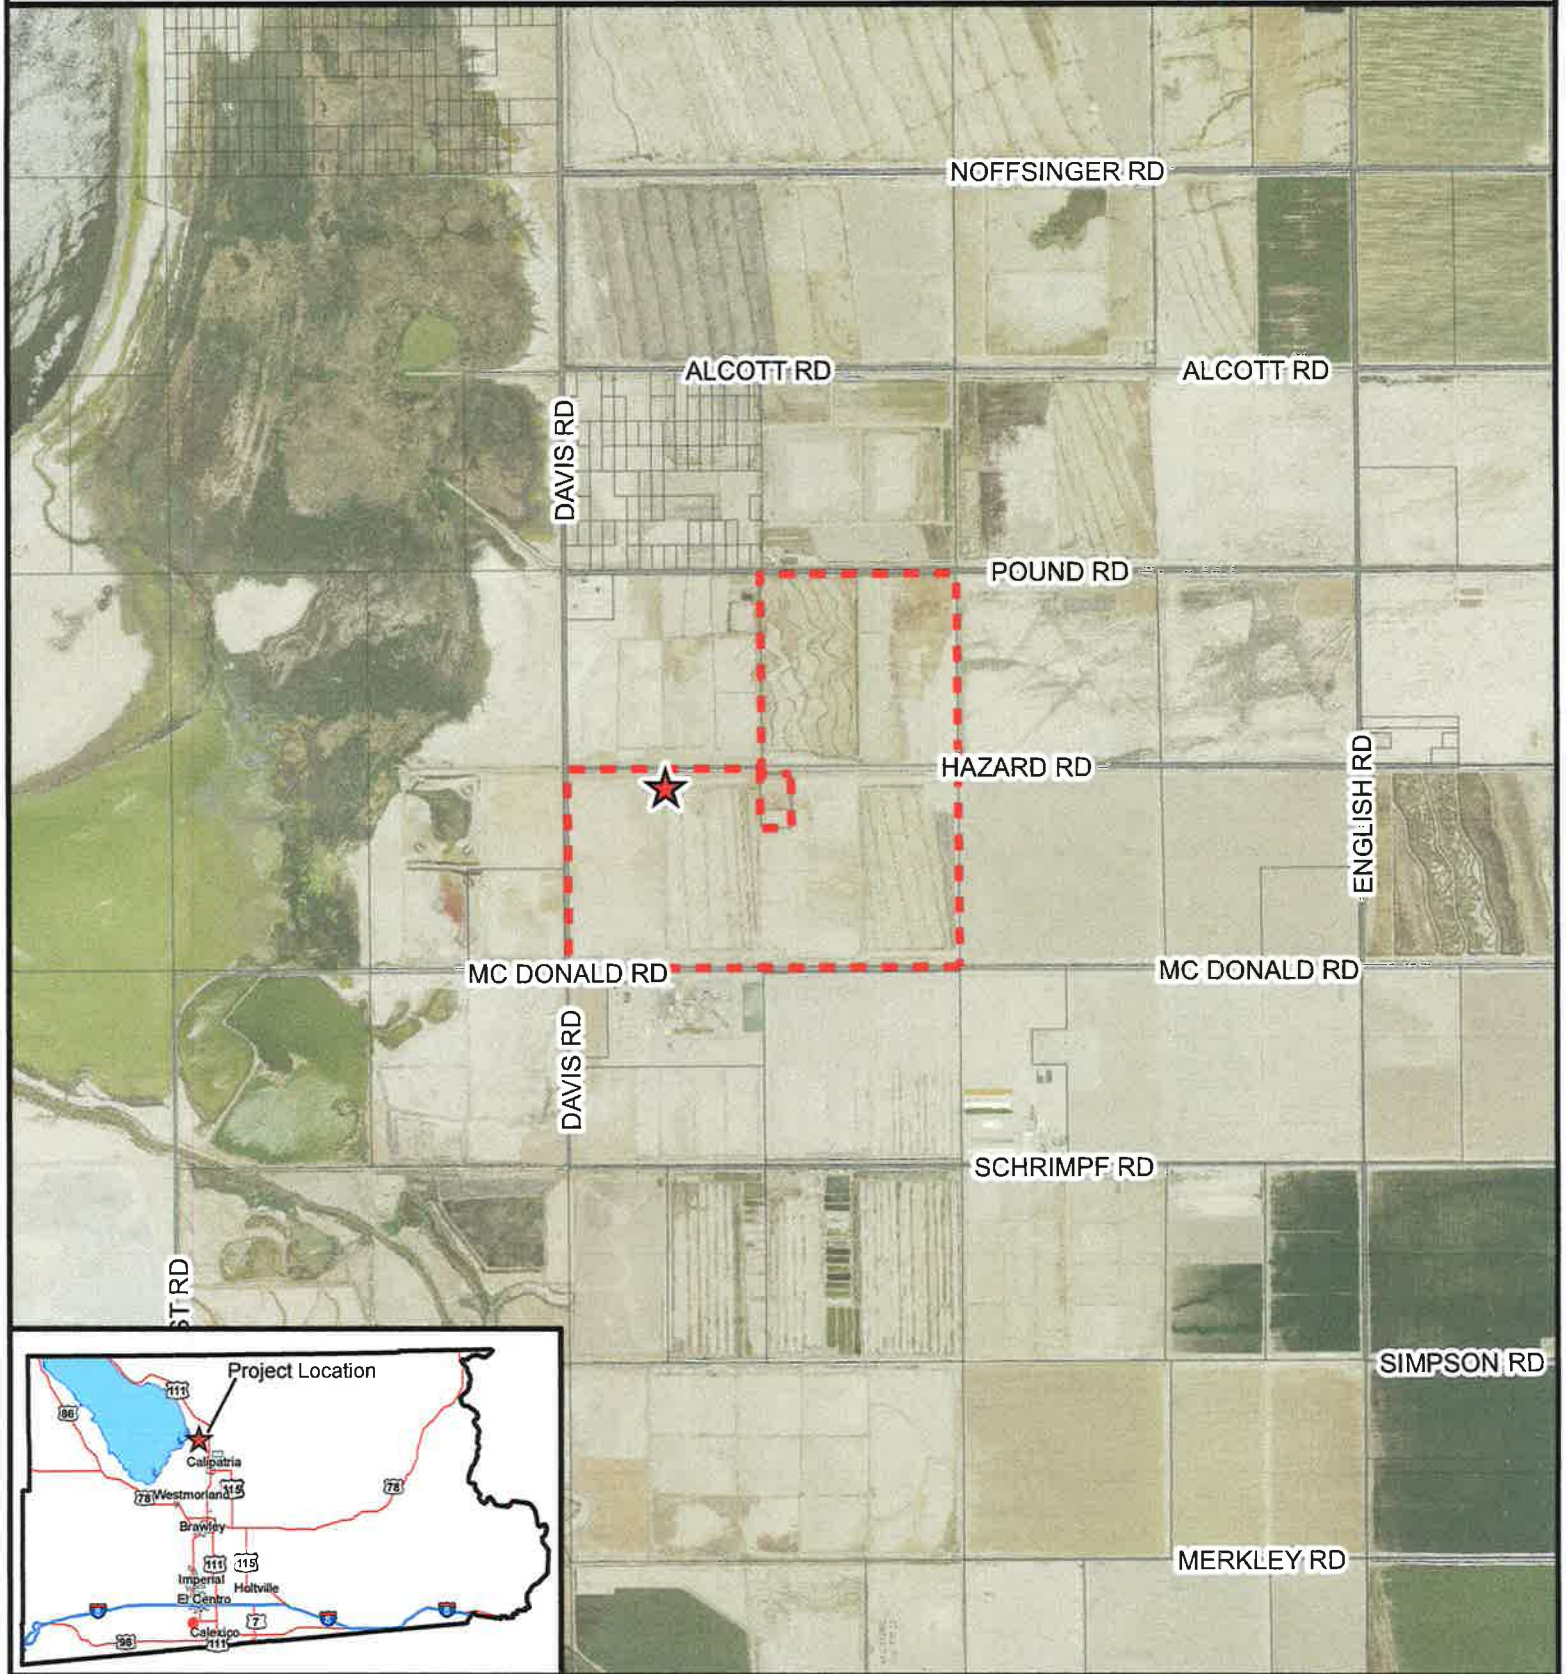 NOFFSINGER RD
ALCOTT RD
ALCOTT RD
DAVIS RD
POUND RD
HAZARD RD
ENGLISH RD
MC DONALD RD
MC DONALD RD
DAVIS RD
SCHRIMPF RD
ST RD
SIMPSON RD
MERKLEY RD
Project Location
111
86
Calipatria
115
78
Westmorland
78
Brawley
111
115
Imperial
Holtville
El Centro
8
8
8
7
Calexico
98
111